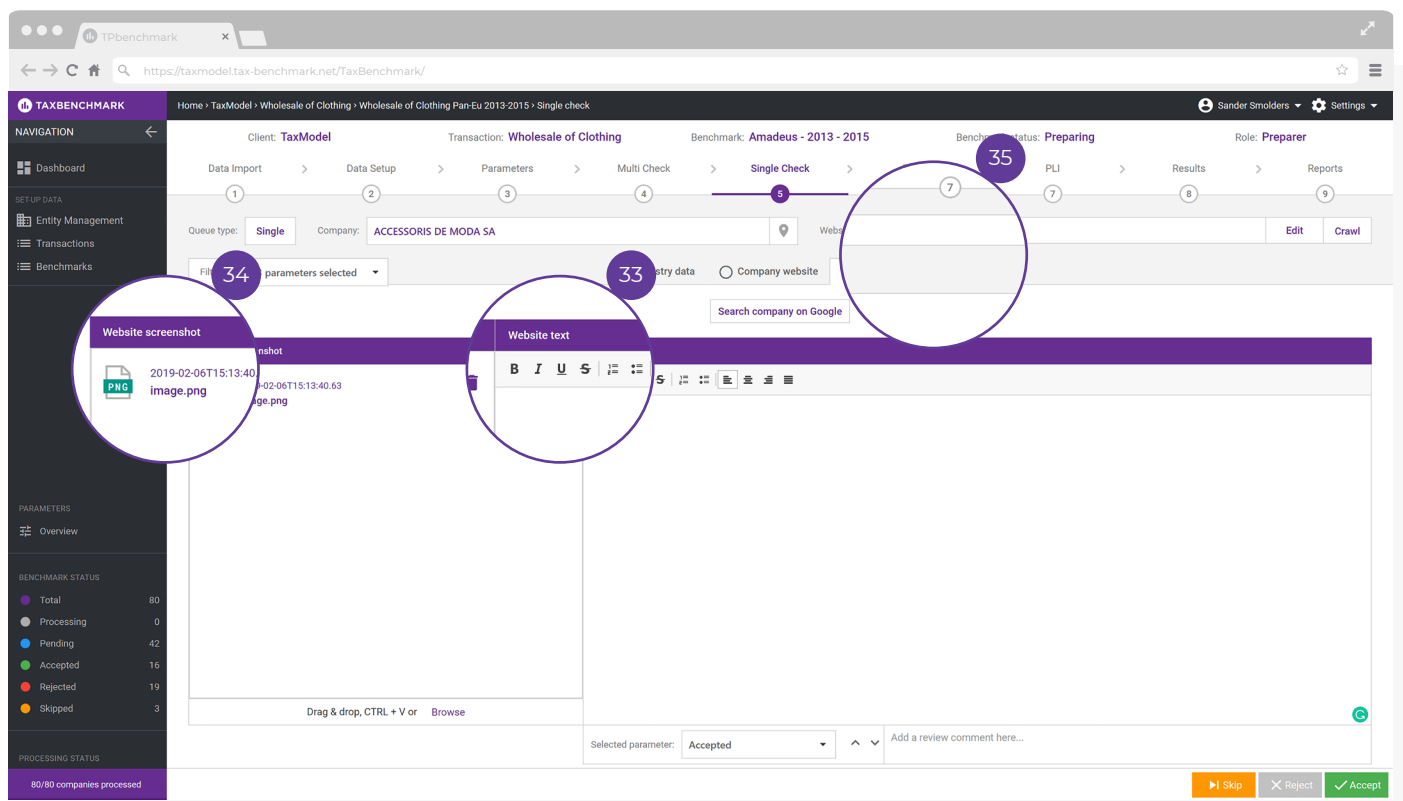 TPbenchmark ×
https://taxmodel.tax-benchmark.net/TaxBenchmark/
TAXBENCHMARK
Home › TaxModel › Wholesale of Clothing › Wholesale of Clothing Pan-Eu 2013-2015 › Single check
Sander Smolders
Settings
NAVIGATION
Dashboard
SET-UP DATA
Entity Management
Transactions
Benchmarks
PARAMETERS
Overview
BENCHMARK STATUS
Total 80
Processing 0
Pending 42
Accepted 16
Rejected 19
Skipped 3
PROCESSING STATUS
80/80 companies processed
Client: TaxModel
Transaction: Wholesale of Clothing
Benchmark: Amadeus - 2013 - 2015
Status: Preparing
Role: Preparer
Data Import > Data Setup > Parameters > Multi Check > Single Check > PLI > Results > Reports
1 2 3 4 5 7 7 8 9
35
Queue type: Single
Company: ACCESSORIS DE MODA SA
Edit
Crawl
34
parameters selected
33
data
Company website
Search company on Google
Website screenshot
2019-02-06T15:13:40.
PNG
image.png
Website text
B I U S
S
15:13:40.63
Drag & drop, CTRL + V or Browse
Selected parameter: Accepted
Add a review comment here...
Skip
Reject
Accept